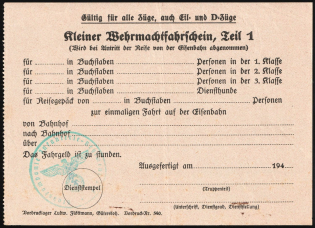 Gültig für alle Züge, auch Eil- und D-Züge
Kleiner Wehrmachtfahrschein, Teil 1
(Wird bei Antritt der Reise von der Eisenbahn abgenommen)
für ........ in Buchstaben ........ Personen in der 1. Klasse
für ........ in Buchstaben ........ Personen in der 2. Klasse
für ........ in Buchstaben ........ Personen in der 3. Klasse
für ........ in Buchstaben ........ Diensthunde
für Reisegepäck von ........ in Buchstaben ........ Personen
zur einmaligen Fahrt auf der Eisenbahn
von Bahnhof
nach Bahnhof
über
Das Fahrgeld ist zu stunden.
Ausgefertigt am ........ 194....
Dienststempel
(Truppenteil)
(Unterschrift, Dienstgrad, Dienststellung)
Vordrucklager Ludw. Flöttmann, Gütersloh. Vordruck-Nr. 546.